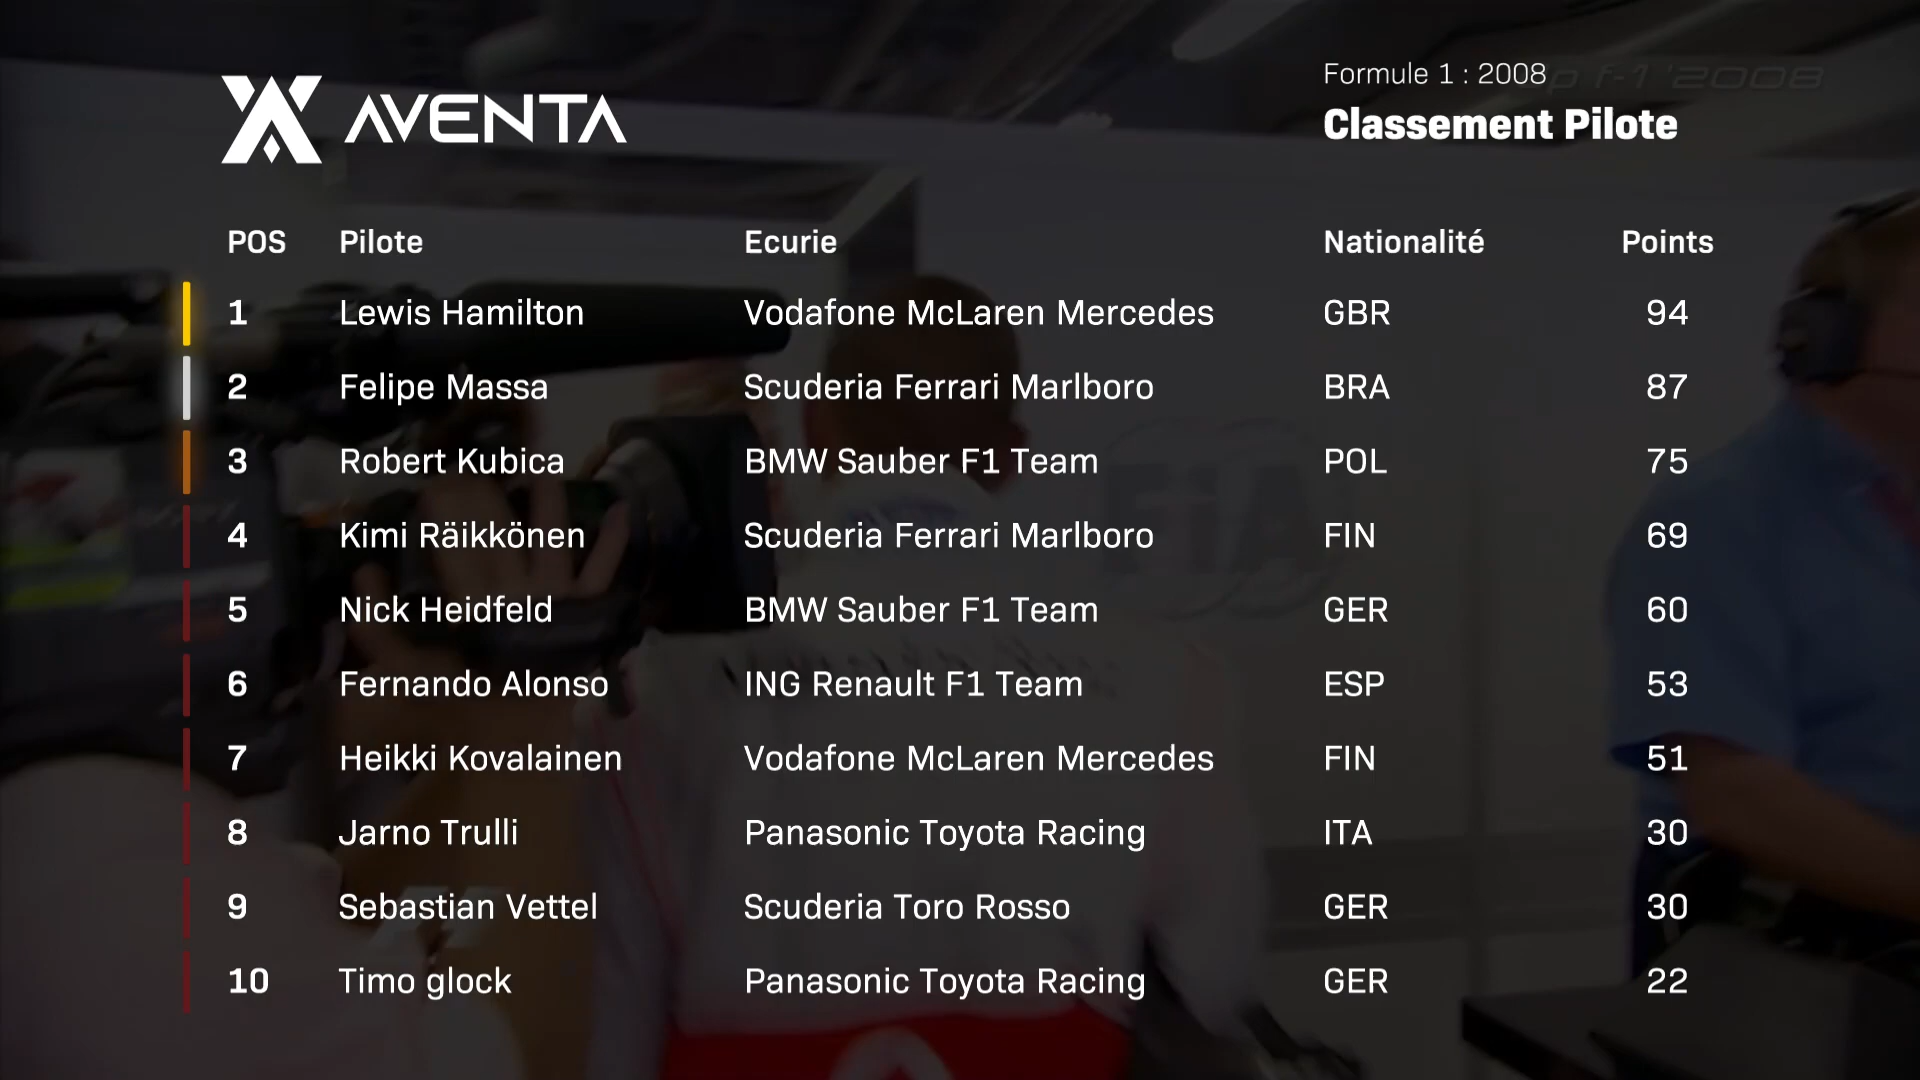 AVENTA
Formule 1 : 2008
Classement Pilote
POS Pilote Ecurie Nationalité Points
1 Lewis Hamilton Vodafone McLaren Mercedes GBR 94
2 Felipe Massa Scuderia Ferrari Marlboro BRA 87
3 Robert Kubica BMW Sauber F1 Team POL 75
4 Kimi Räikkönen Scuderia Ferrari Marlboro FIN 69
5 Nick Heidfeld BMW Sauber F1 Team GER 60
6 Fernando Alonso ING Renault F1 Team ESP 53
7 Heikki Kovalainen Vodafone McLaren Mercedes FIN 51
8 Jarno Trulli Panasonic Toyota Racing ITA 30
9 Sebastian Vettel Scuderia Toro Rosso GER 30
10 Timo glock Panasonic Toyota Racing GER 22
f-1 '2008
FIA